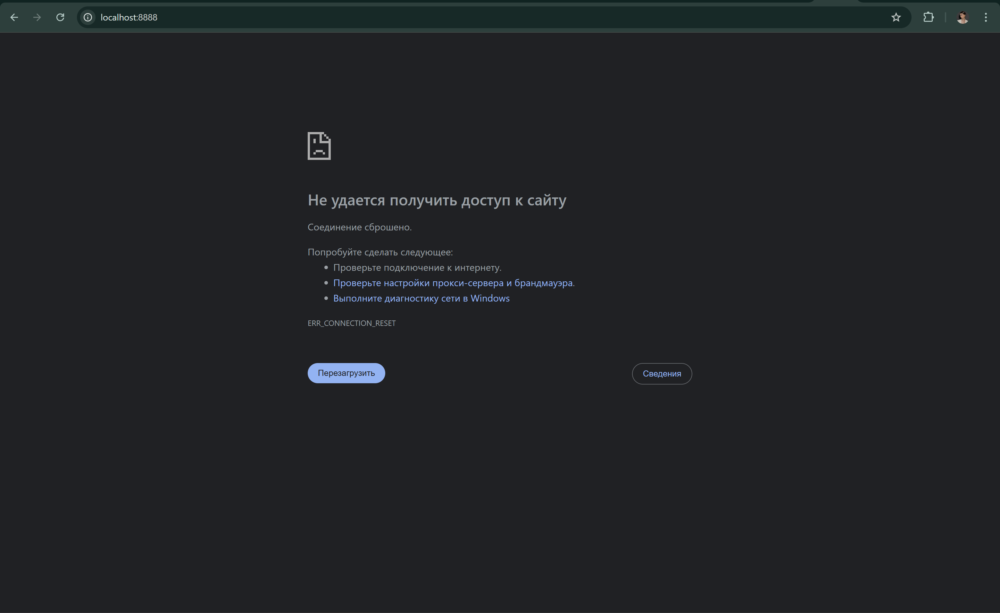 localhost:8888
Не удается получить доступ к сайту
Соединение сброшено.
Попробуйте сделать следующее:
Проверьте подключение к интернету.
Проверьте настройки прокси-сервера и брандмауэра.
Выполните диагностику сети в Windows
ERR_CONNECTION_RESET
Перезагрузить
Сведения